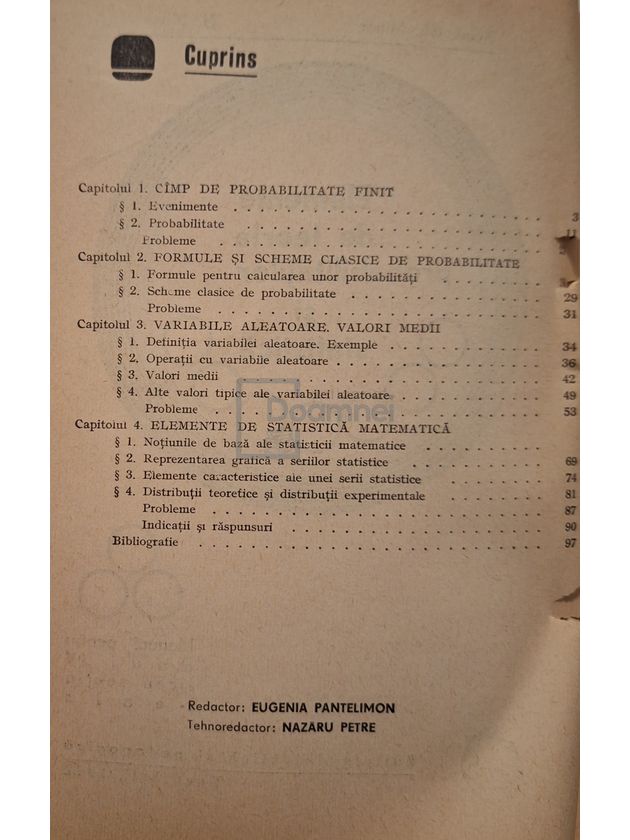 Cuprins
Capitolul 1. CÎMP DE PROBABILITATE FINIT
§ 1. Evenimente . . . . . . . . . . . . . . . . . . . . 3
§ 2. Probabilitate . . . . . . . . . . . . . . . . . . . . 11
Probleme . . . . . . . . . . . . . . . . . . . .
Capitolul 2. FORMULE ȘI SCHEME CLASICE DE PROBABILITATE
§ 1. Formule pentru calcularea unor probabilități . . . . . . .
§ 2. Scheme clasice de probabilitate . . . . . . . . . . . . 29
Probleme . . . . . . . . . . . . . . . . . . . . 31
Capitolul 3. VARIABILE ALEATOARE. VALORI MEDII
§ 1. Definiția variabilei aleatoare. Exemple . . . . . . . . . . 34
§ 2. Operații cu variabile aleatoare . . . . . . . . . . . . . 36
§ 3. Valori medii . . . . . . . . . . . . . . . . . 42
§ 4. Alte valori tipice ale variabilei aleatoare . . . . . . . . . 49
Probleme . . . . . . . . . . . . . . . . . . . . 53
Capitolul 4. ELEMENTE DE STATISTICĂ MATEMATICĂ
§ 1. Noțiunile de bază ale statisticii matematice . . . . . . . .
§ 2. Reprezentarea grafică a seriilor statistice . . . . . . . . 69
§ 3. Elemente caracteristice ale unei serii statistice . . . . . . 74
§ 4. Distribuții teoretice și distribuții experimentale . . . . . . 81
Probleme . . . . . . . . . . . . . . . . . . . . 87
Indicații și răspunsuri . . . . . . . . . . . . . . . . 90
Bibliografie . . . . . . . . . . . . . . . . . . . . . 97
Doamnei
Redactor: EUGENIA PANTELIMON
Tehnoredactor: NAZĂRU PETRE